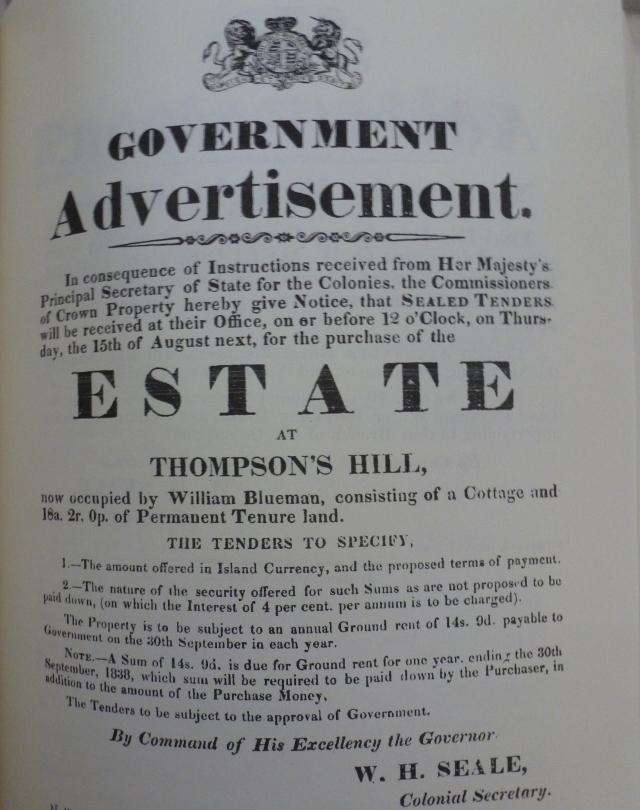 GOVERNMENT
Advertisement.
In consequence of Instructions received from Her Majesty's
Principal Secretary of State for the Colonies. the Commissioners
of Crown Property hereby give Notice, that SEALED TENDERS
will be received at their Office, on or before 12 o'Clock, on Thurs-
day, the 15th of August next, for the purchase of the
ESTATE
AT
THOMPSON'S HILL,
now occupied by William Blueman, consisting of a Cottage and
18a. 2r. 0p. of Permanent Tenure land.
THE TENDERS TO SPECIFY,
1.—The amount offered in Island Currency, and the proposed terms of payment.
2.—The nature of the security offered for such Sums as are not proposed to be
paid down, (on which the Interest of 4 per cent. per annum is to be charged).
The Property is to be subject to an annual Ground rent of 14s. 9d. payable to
Government on the 30th September in each year.
NOTE.—A Sum of 14s. 9d. is due for Ground rent for one year. ending the 30th
September, 1838, which sum will be required to be paid down by the Purchaser, in
addition to the amount of the Purchase Money.
The Tenders to be subject to the approval of Government.
By Command of His Excellency the Governor
W. H. SEALE,
Colonial Secretary.